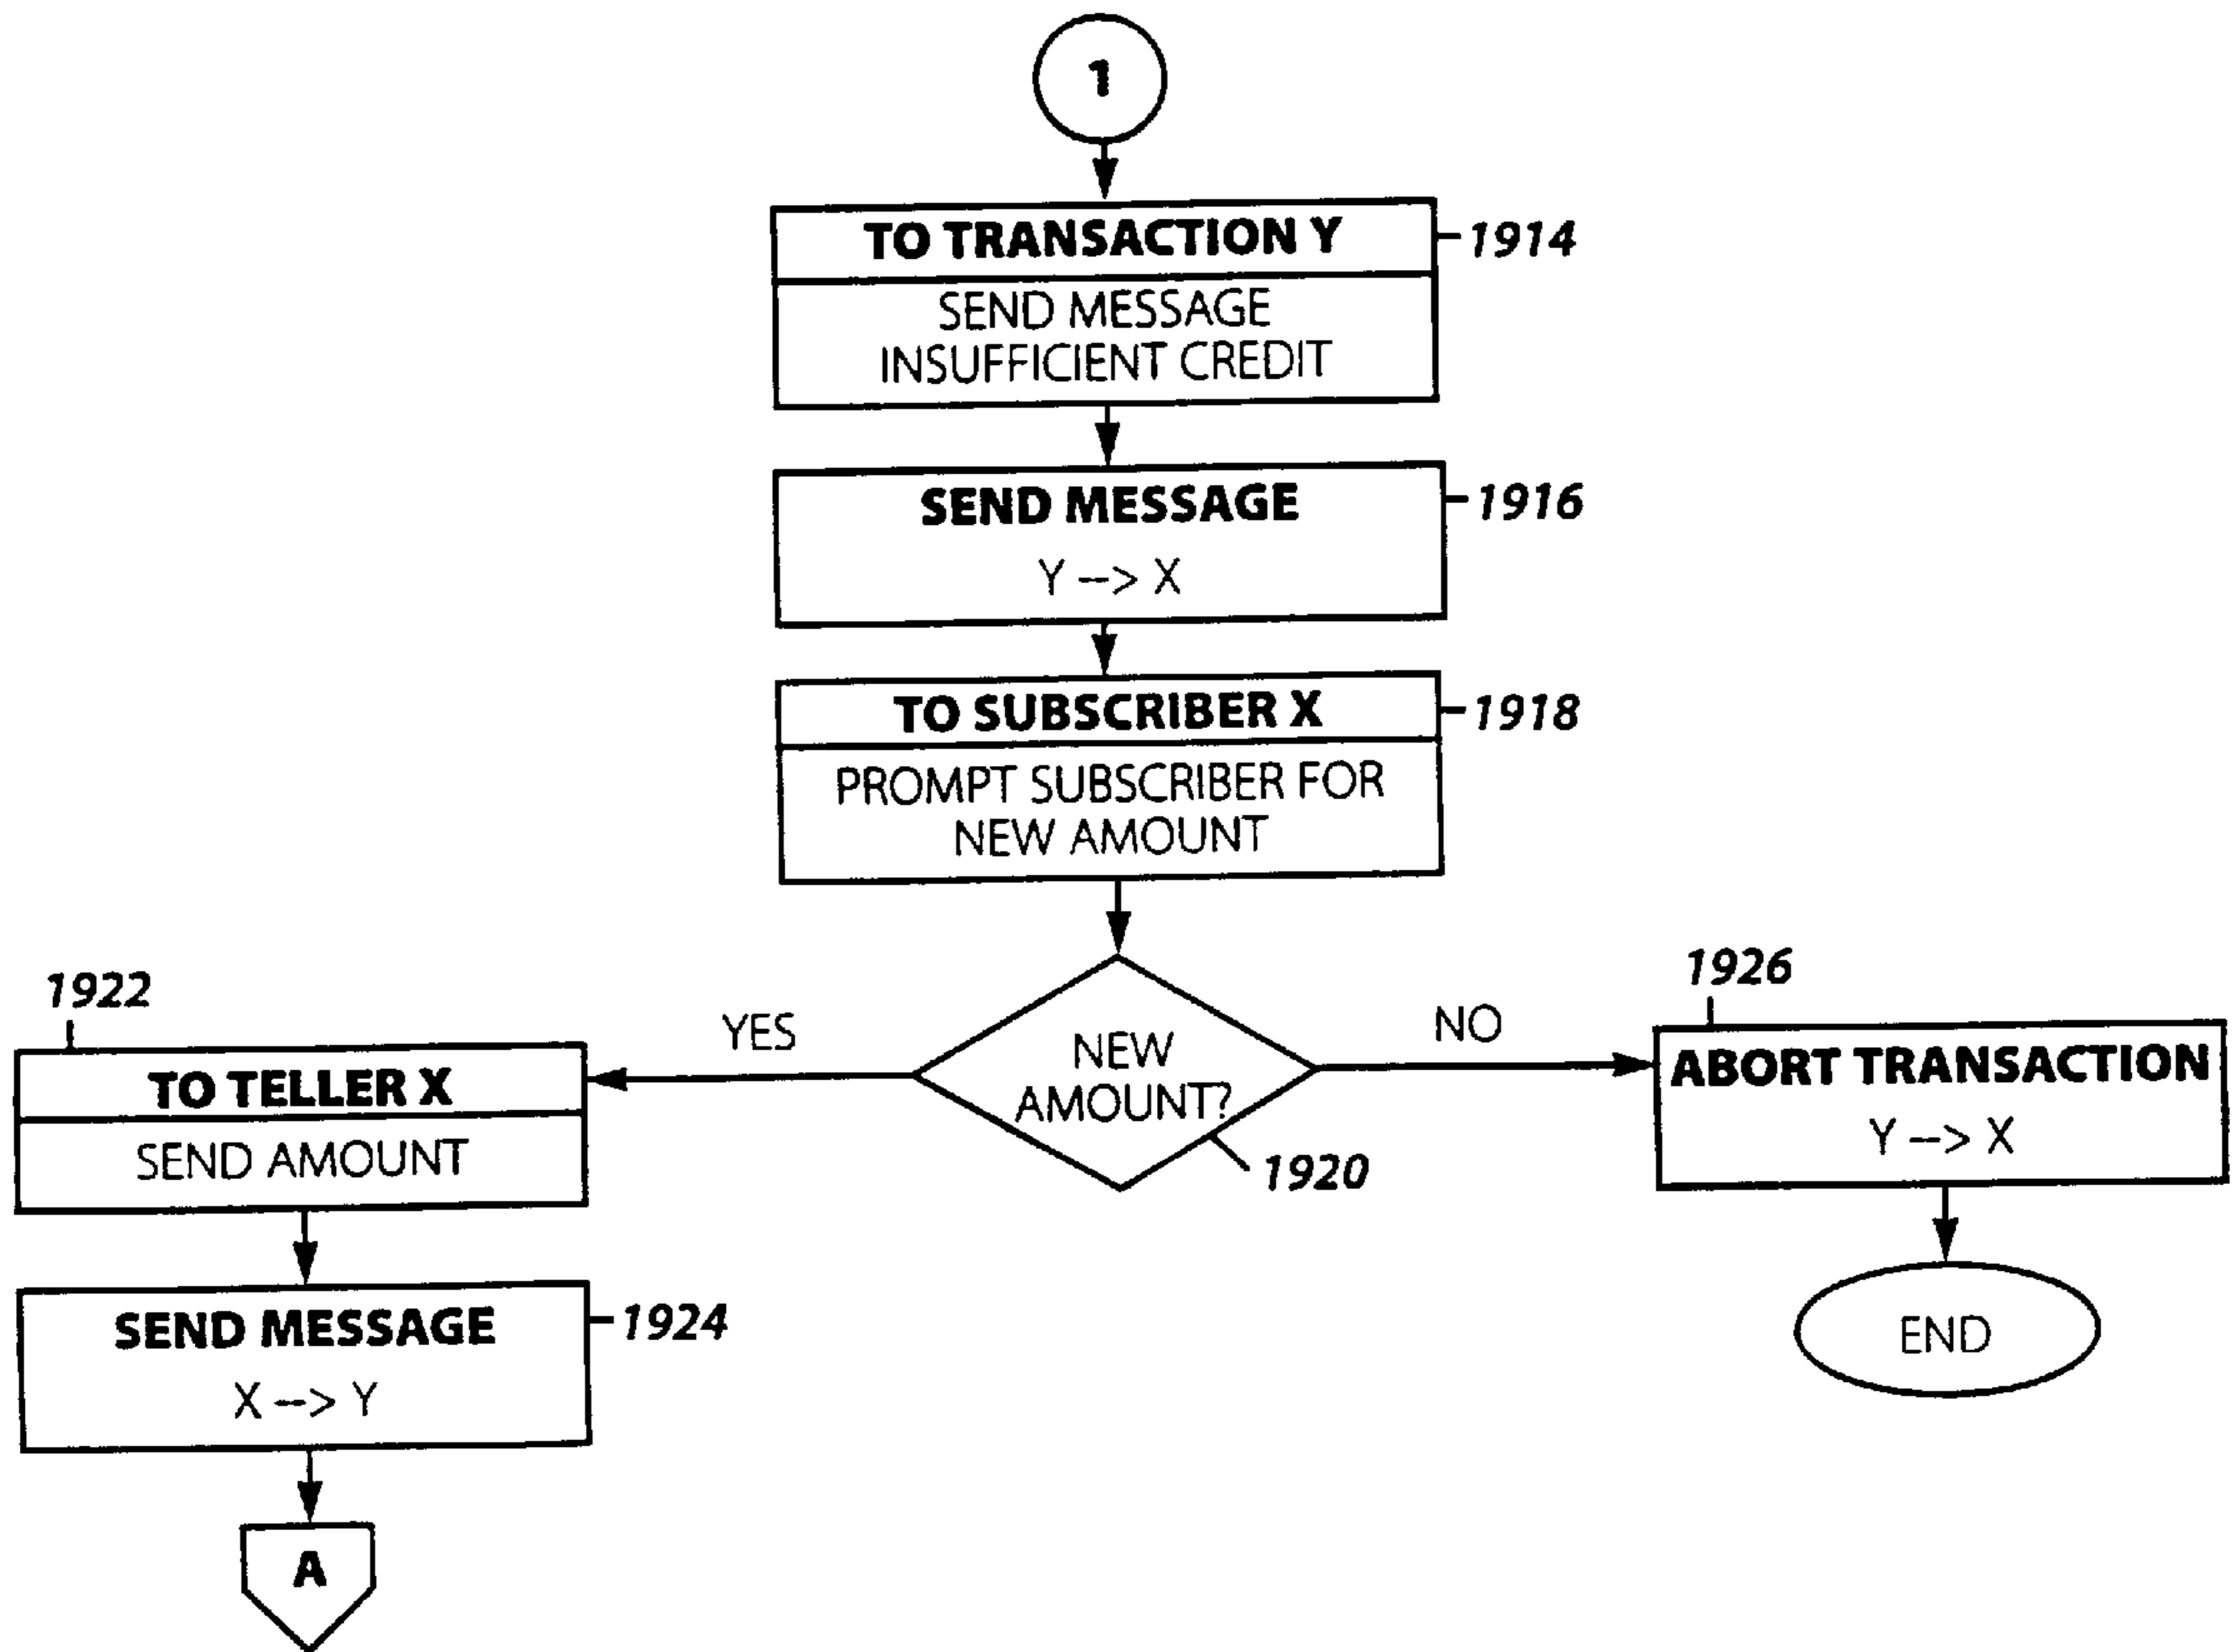 1
TO TRANSACTION Y
1914
SEND MESSAGE
INSUFFICIENT CREDIT
SEND MESSAGE
1916
Y --> X
TO SUBSCRIBER X
1918
PROMPT SUBSCRIBER FOR
NEW AMOUNT
1922
YES
NEW
AMOUNT?
1920
NO
1926
TO TELLER X
SEND AMOUNT
ABORT TRANSACTION
Y --> X
SEND MESSAGE
1924
X --> Y
END
A